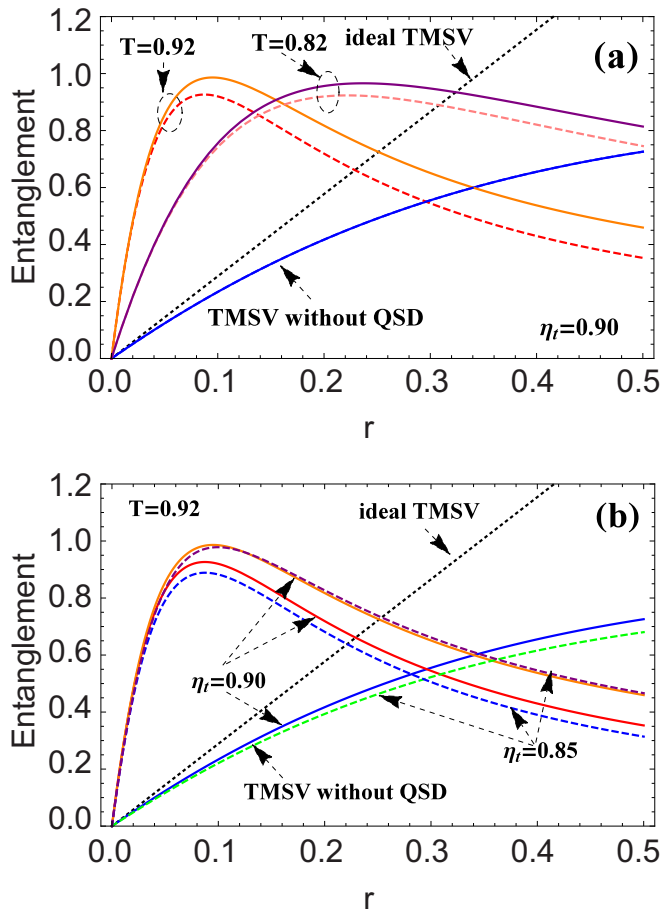 T=0.92
T=0.82
ideal TMSV
(a)
1.2
1.0
0.8
0.6
0.4
0.2
0.0
Entanglement
TMSV without QSD
ηt=0.90
0.0 0.1 0.2 0.3 0.4 0.5
r
T=0.92
ideal TMSV
(b)
1.2
1.0
0.8
0.6
0.4
0.2
0.0
Entanglement
ηt=0.90
ηt=0.85
TMSV without QSD
0.0 0.1 0.2 0.3 0.4 0.5
r